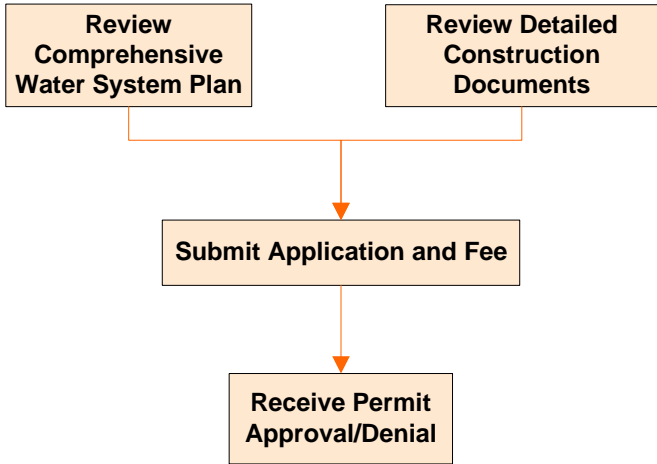 Review
Comprehensive
Water System Plan
Review Detailed
Construction
Documents
Submit Application and Fee
Receive Permit
Approval/Denial